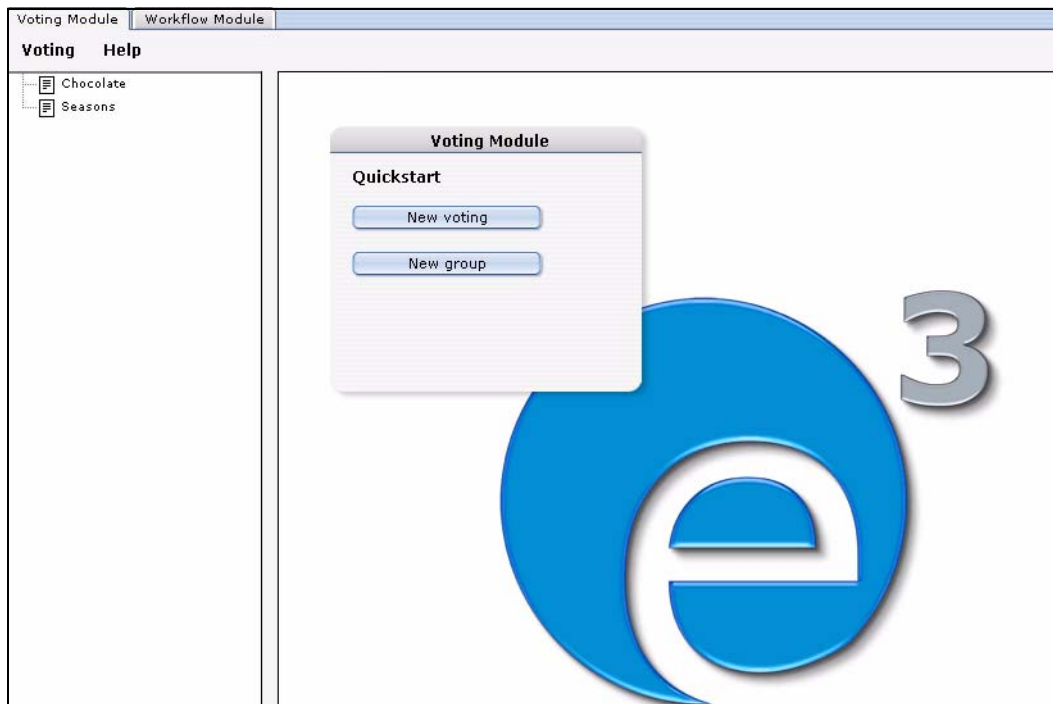 Voting Module Workflow Module
Voting Help
Chocolate
Seasons
Voting Module
Quickstart
New voting
New group
e
3